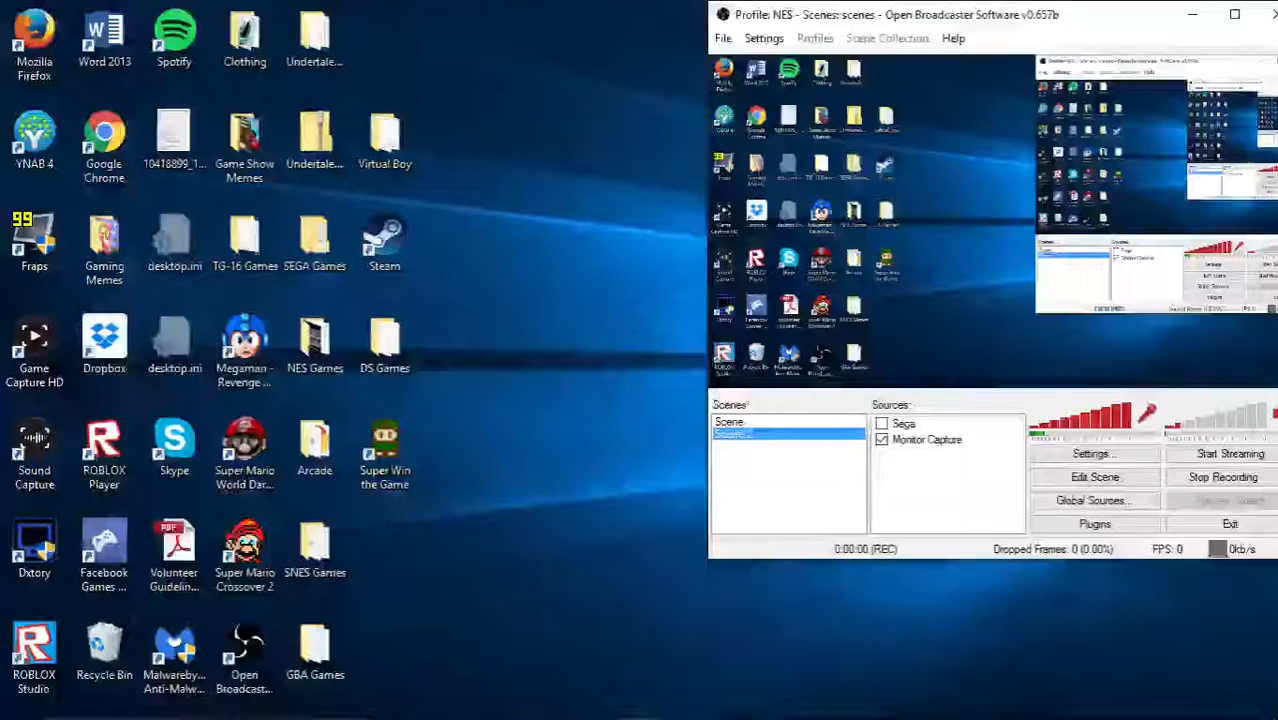 Mozilla
Firefox
Word 2013
Spotify
Clothing
Undertale...
YNAB 4
Google
Chrome
10418899_1...
Game Show
Memes
Undertale...
Virtual Boy
99
Fraps
Gaming
Memes
desktop.ini
TG-16 Games
SEGA Games
Steam
Game
Capture HD
Dropbox
desktop.ini
Megaman -
Revenge ...
NES Games
DS Games
Sound
Capture
ROBLOX
Player
Skype
Super Mario
World Dar...
Arcade
Super Win
the Game
Dxtory
Facebook
Games ...
PDF
Volunteer
Guidelin...
Super Mario
Crossover 2
SNES Games
ROBLOX
Studio
Recycle Bin
Malwareby...
Anti-Malw...
Open
Broadcast...
GBA Games
Profile: NES - Scenes: scenes - Open Broadcaster Software v0.657b
File Settings Profiles Scene Collection Help
Scenes:
Scene
Sources:
Sega
Monitor Capture
Settings...
Start Streaming
Edit Scene
Stop Recording
Global Sources...
Plugins
Exit
0:00:00 (REC)
Dropped Frames: 0 (0.00%)
FPS: 0
0kb/s